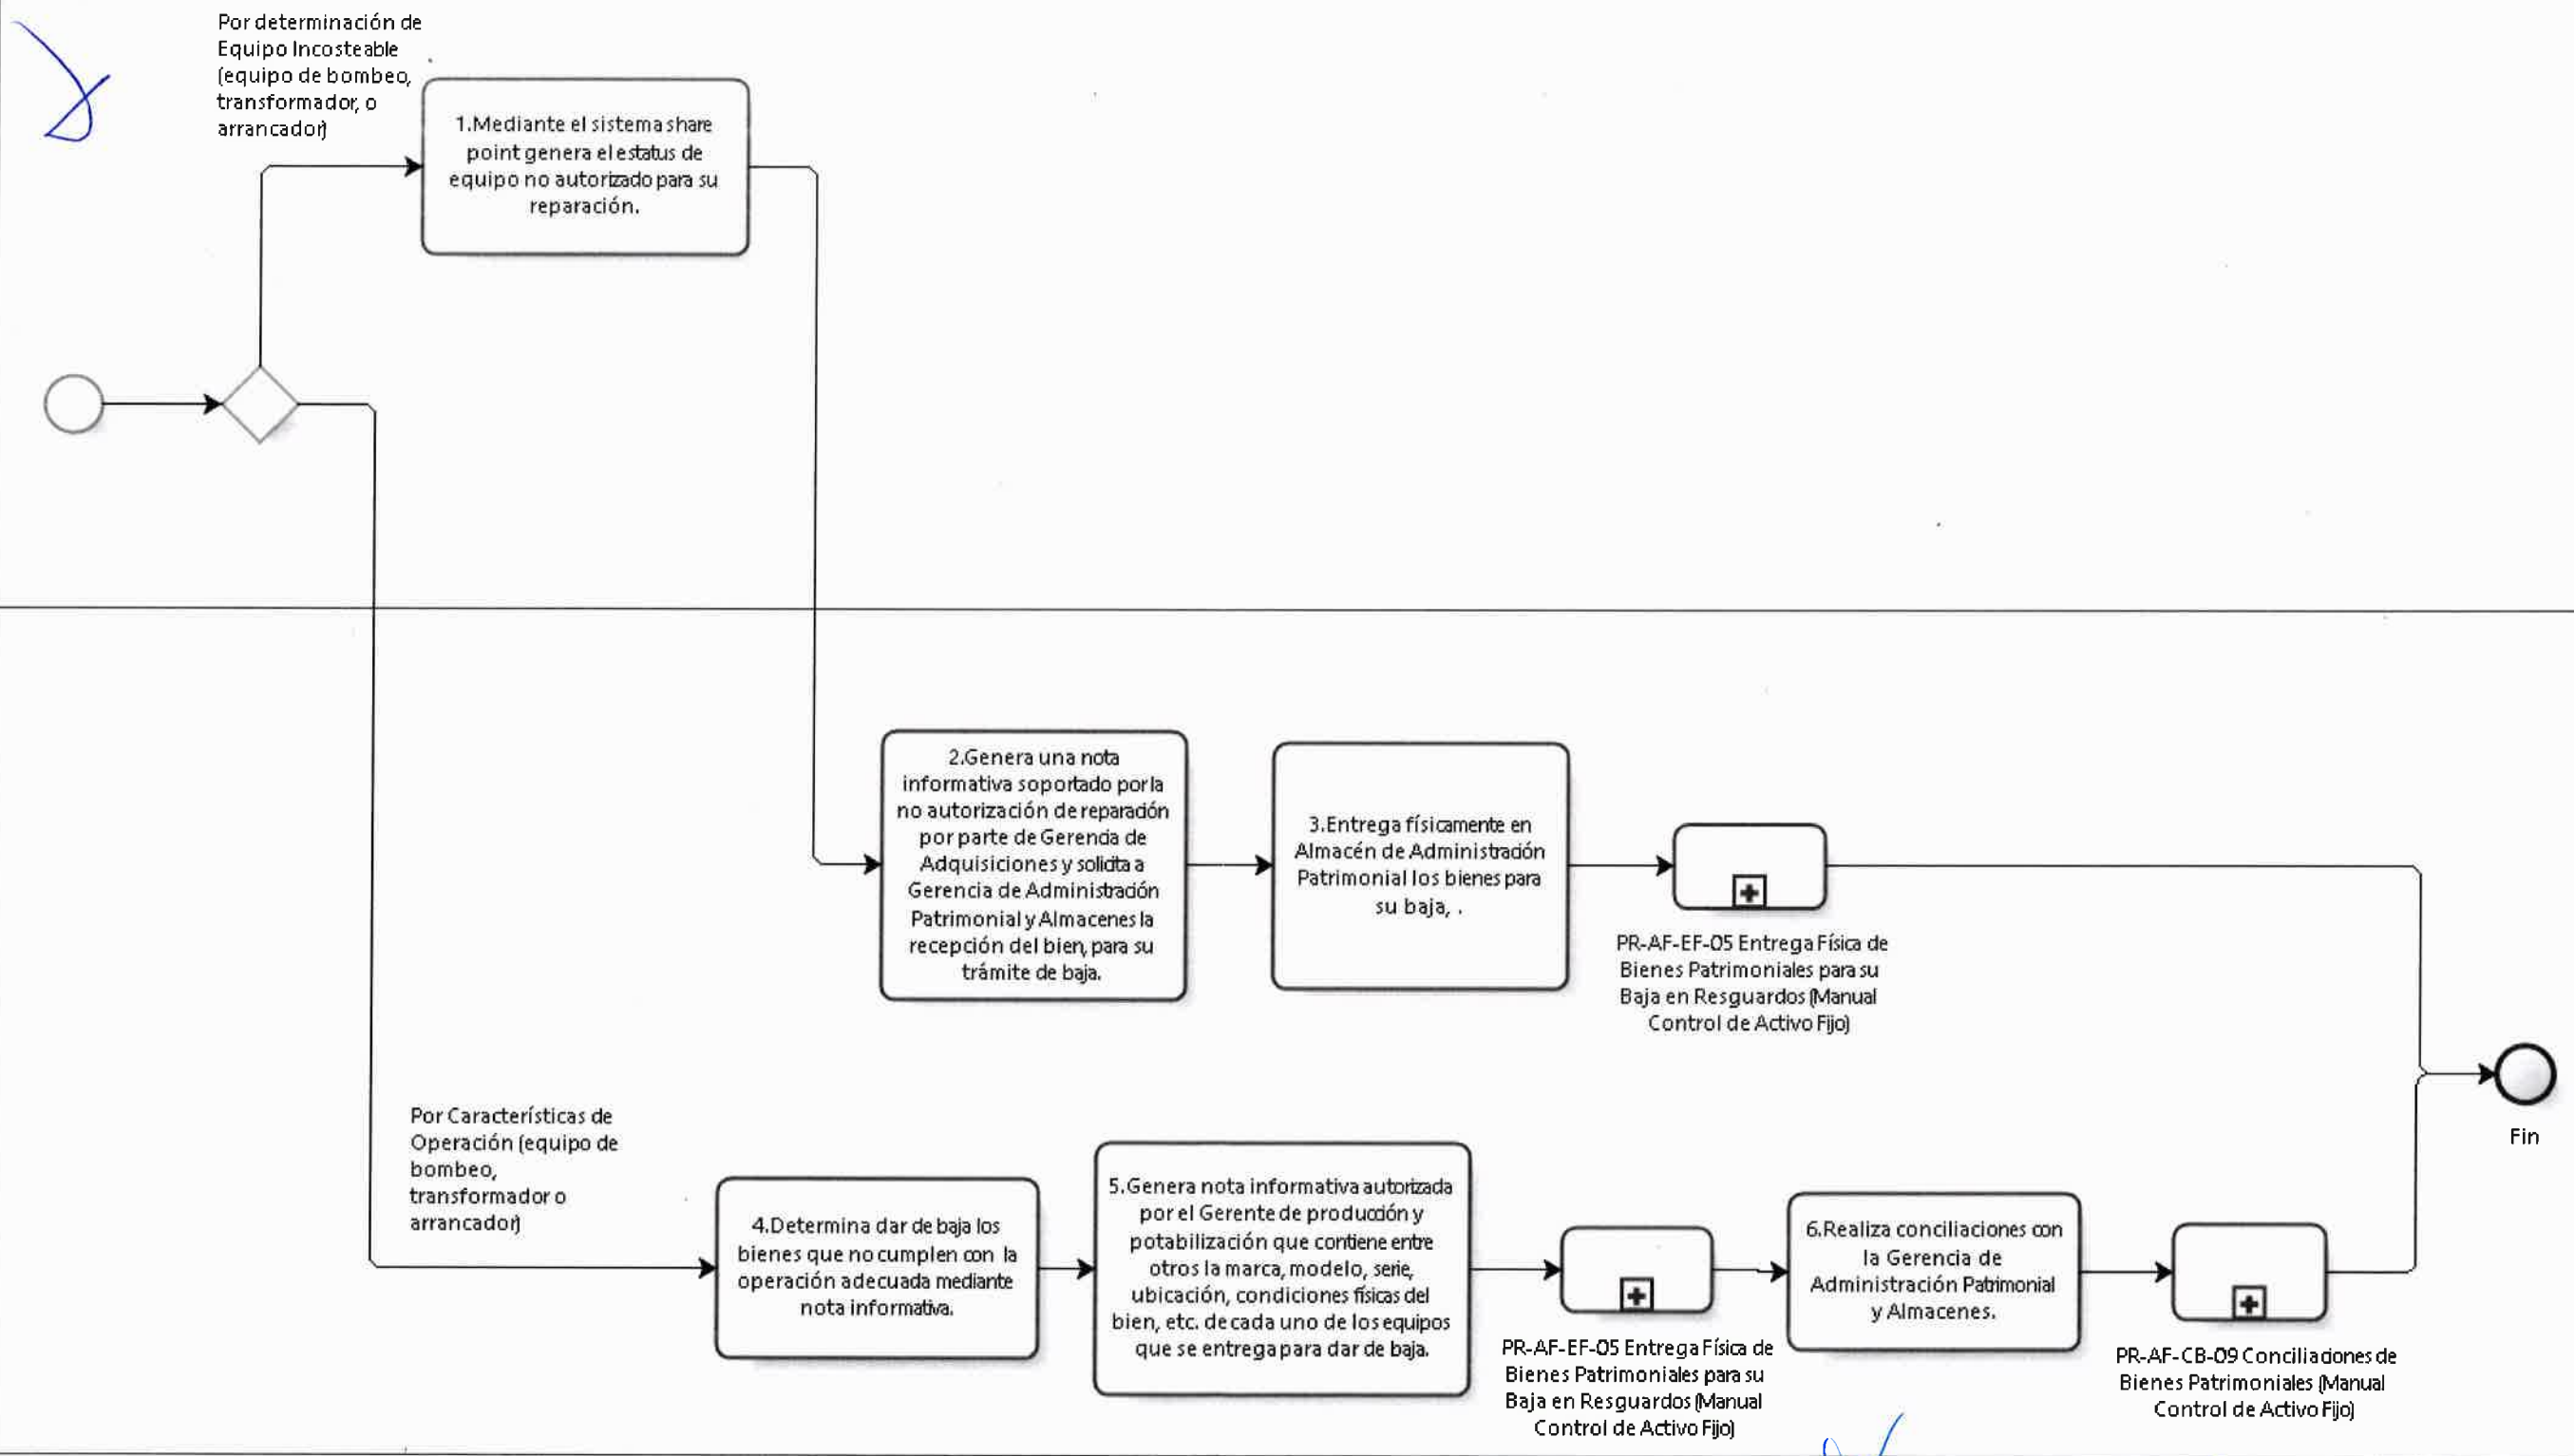 Por determinación de
Equipo Incosteable
(equipo de bombeo,
transformador, o
arrancador)
1.Mediante el sistema share
point genera el estatus de
equipo no autorizado para su
reparación.
2.Genera una nota
informativa soportado por la
no autorización de reparación
por parte de Gerencia de
Adquisiciones y solicita a
Gerencia de Administración
Patrimonial y Almacenes la
recepción del bien, para su
trámite de baja.
3.Entrega físicamente en
Almacén de Administración
Patrimonial los bienes para
su baja, .
PR-AF-EF-05 Entrega Física de
Bienes Patrimoniales para su
Baja en Resguardos (Manual
Control de Activo Fijo)
Fin
Por Características de
Operación (equipo de
bombeo,
transformador o
arrancador)
4.Determina dar de baja los
bienes que no cumplen con la
operación adecuada mediante
nota informativa.
5.Genera nota informativa autorizada
por el Gerente de producción y
potabilización que contiene entre
otros la marca, modelo, serie,
ubicación, condiciones físicas del
bien, etc. de cada uno de los equipos
que se entrega para dar de baja.
PR-AF-EF-05 Entrega Física de
Bienes Patrimoniales para su
Baja en Resguardos (Manual
Control de Activo Fijo)
6.Realiza conciliaciones con
la Gerencia de
Administración Patrimonial
y Almacenes.
PR-AF-CB-09 Conciliaciones de
Bienes Patrimoniales (Manual
Control de Activo Fijo)